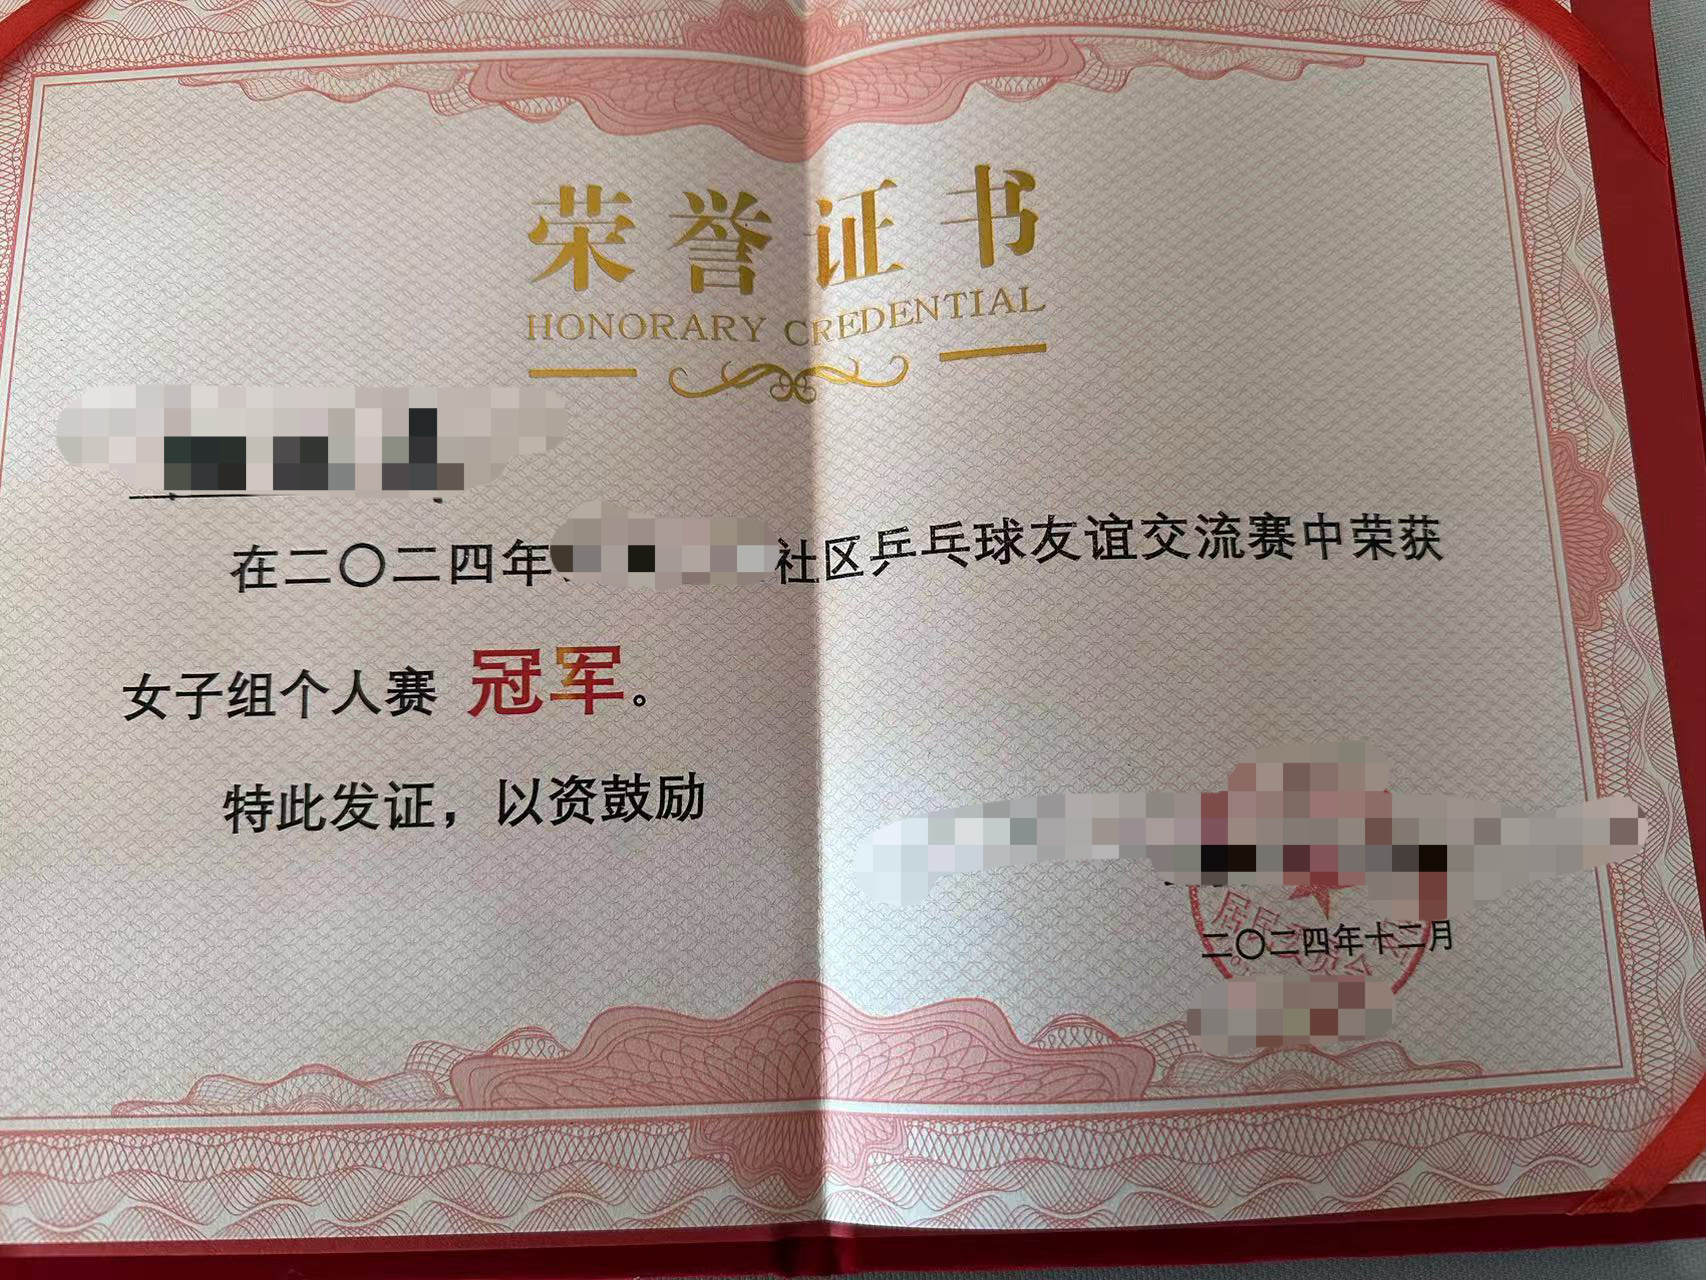 荣誉证书
HONORARY CREDENTIAL
在二〇二四年
社区乒乓球友谊交流赛中荣获
女子组个人赛 冠军。
特此发证，以资鼓励
二〇二四年十二月